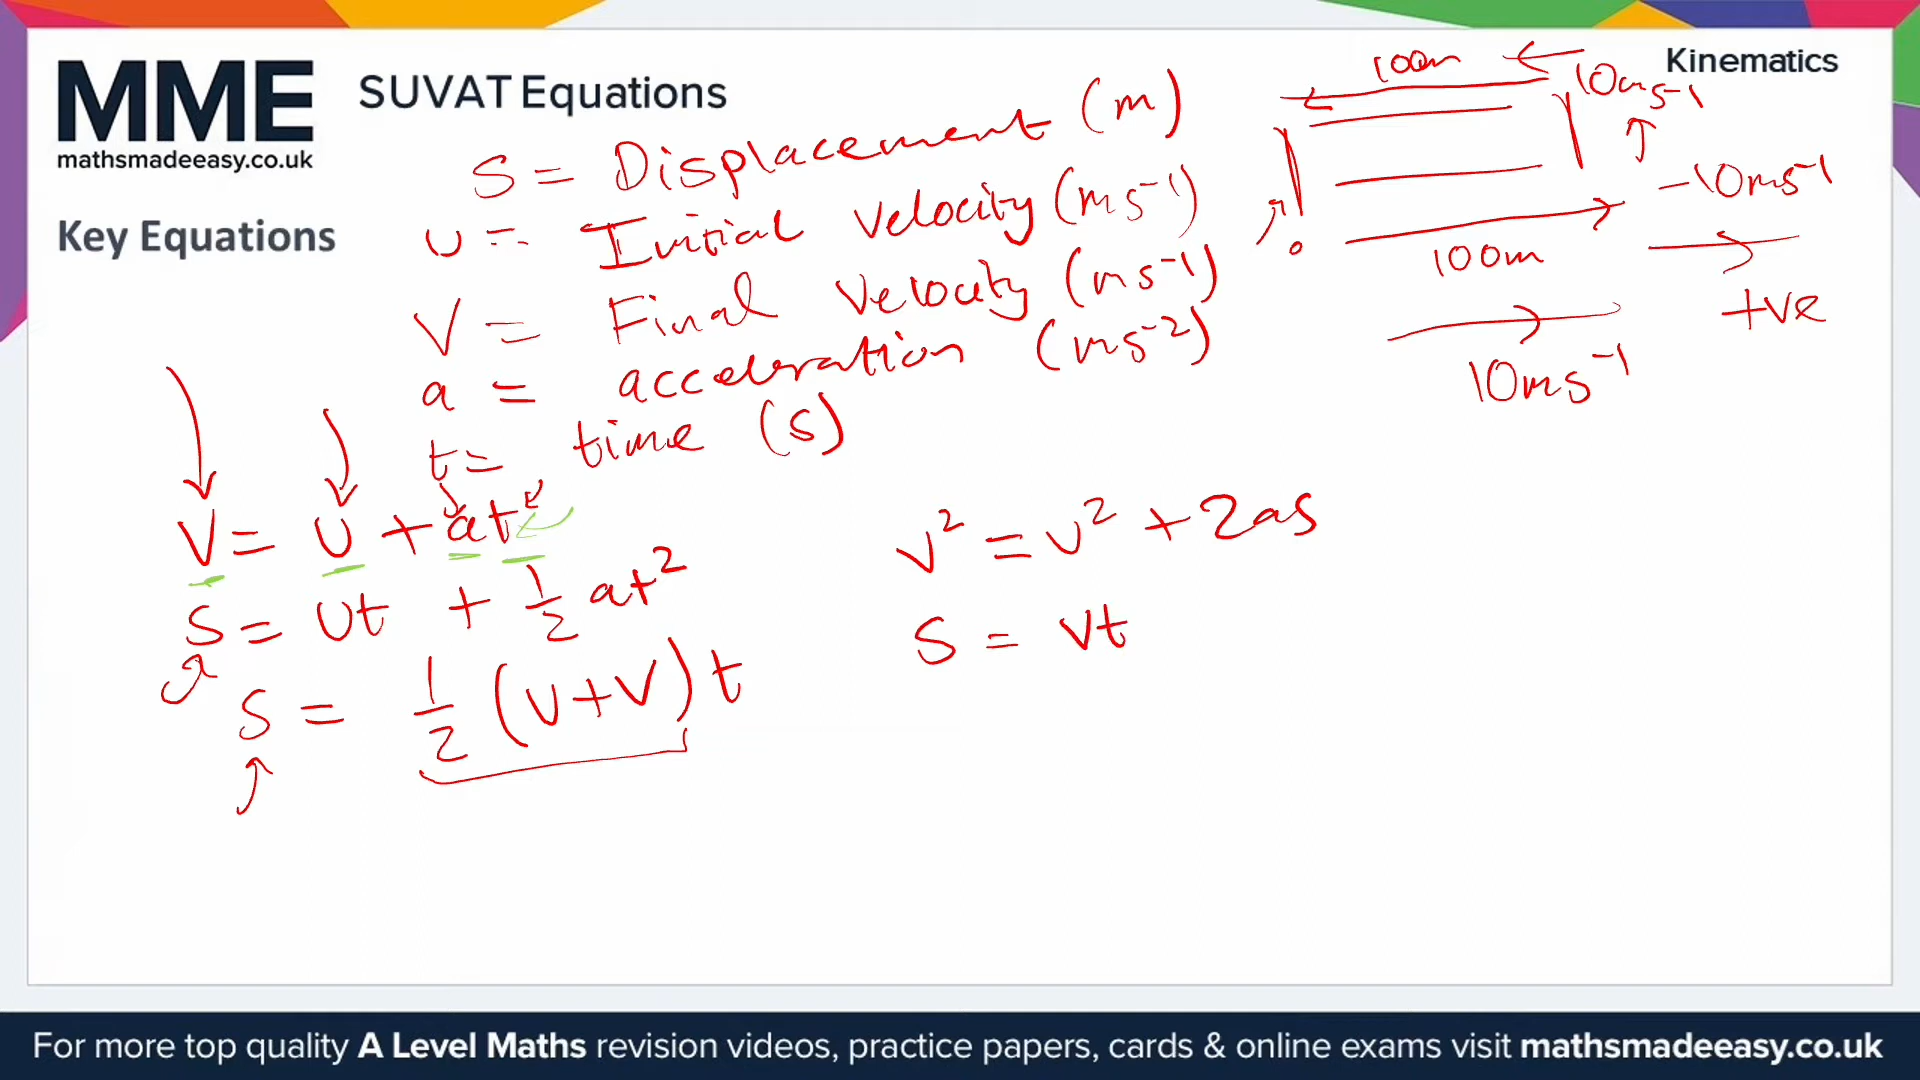 MME
mathsmadeeasy.co.uk
SUVAT Equations
Kinematics
Key Equations
S = Displacement (m)
U = Initial Velocity (ms⁻¹)
V = Final Velocity (ms⁻¹)
a = acceleration (ms⁻²)
t = time (s)
V = U + at
S = Ut + 1/2 at²
S = 1/2 (U+V) t
V² = U² + 2as
S = Vt
100m
10ms⁻¹
-10ms⁻¹
100m
+ve
10ms⁻¹
For more top quality A Level Maths revision videos, practice papers, cards & online exams visit mathsmadeeasy.co.uk